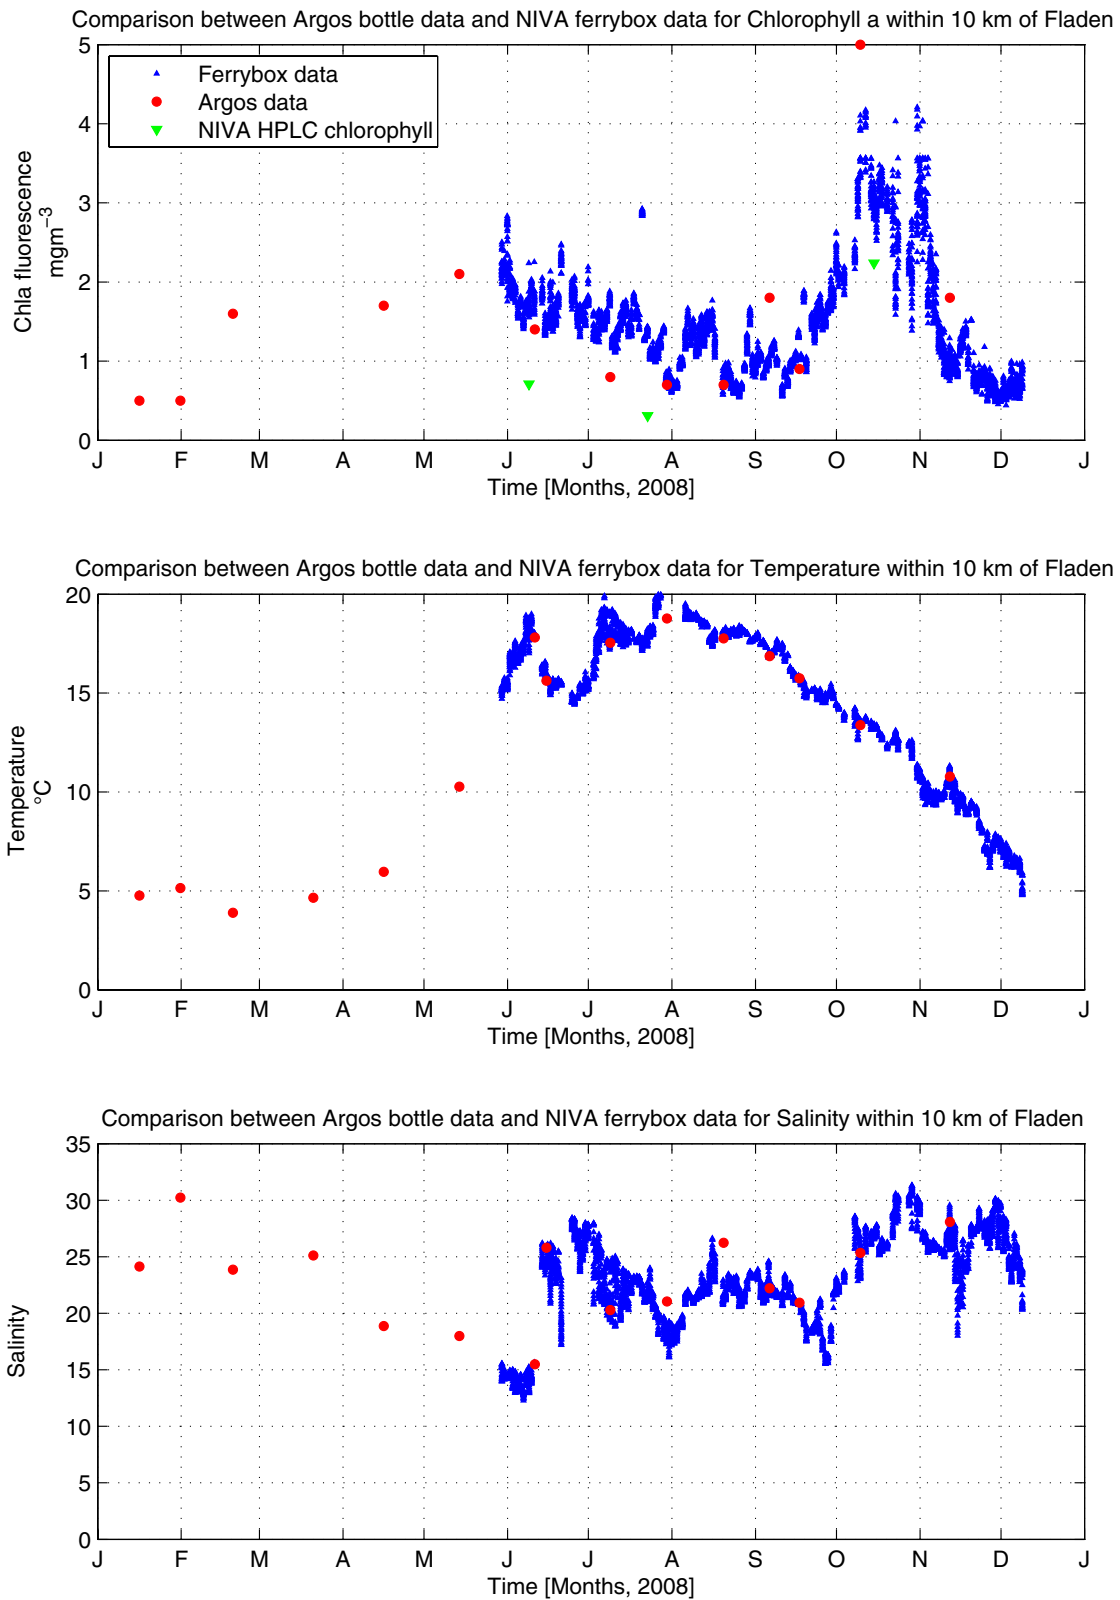 Comparison between Argos bottle data and NIVA ferrybox data for Chlorophyll a within 10 km of Fladen
Ferrybox data
Argos data
NIVA HPLC chlorophyll
Chla fluorescence
mgm−3
5
4
3
2
1
0
J F M A M J J A S O N D J
Time [Months, 2008]
Comparison between Argos bottle data and NIVA ferrybox data for Temperature within 10 km of Fladen
Temperature
°C
20
15
10
5
0
J F M A M J J A S O N D J
Time [Months, 2008]
Comparison between Argos bottle data and NIVA ferrybox data for Salinity within 10 km of Fladen
Salinity
35
30
25
20
15
10
5
0
J F M A M J J A S O N D J
Time [Months, 2008]